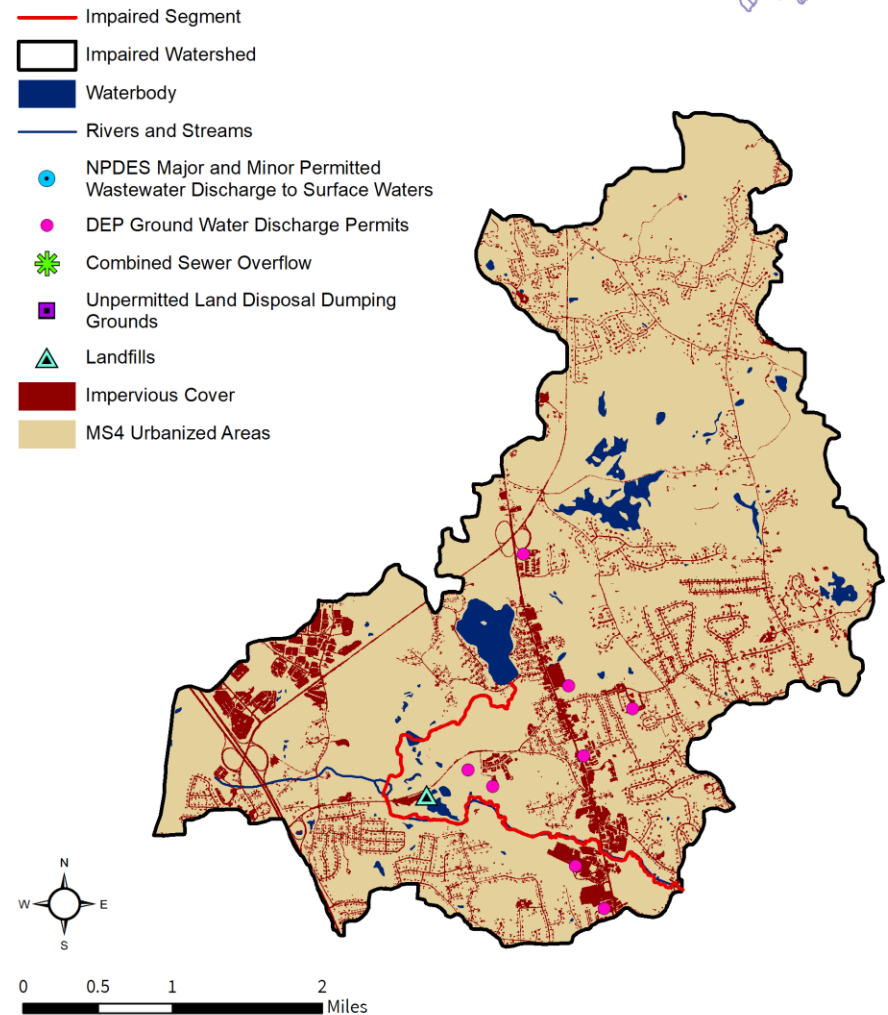 Impaired Segment
Impaired Watershed
Waterbody
Rivers and Streams
NPDES Major and Minor Permitted
Wastewater Discharge to Surface Waters
DEP Ground Water Discharge Permits
Combined Sewer Overflow
Unpermitted Land Disposal Dumping
Grounds
Landfills
Impervious Cover
MS4 Urbanized Areas
N
W E
S
0 0.5 1 2
Miles